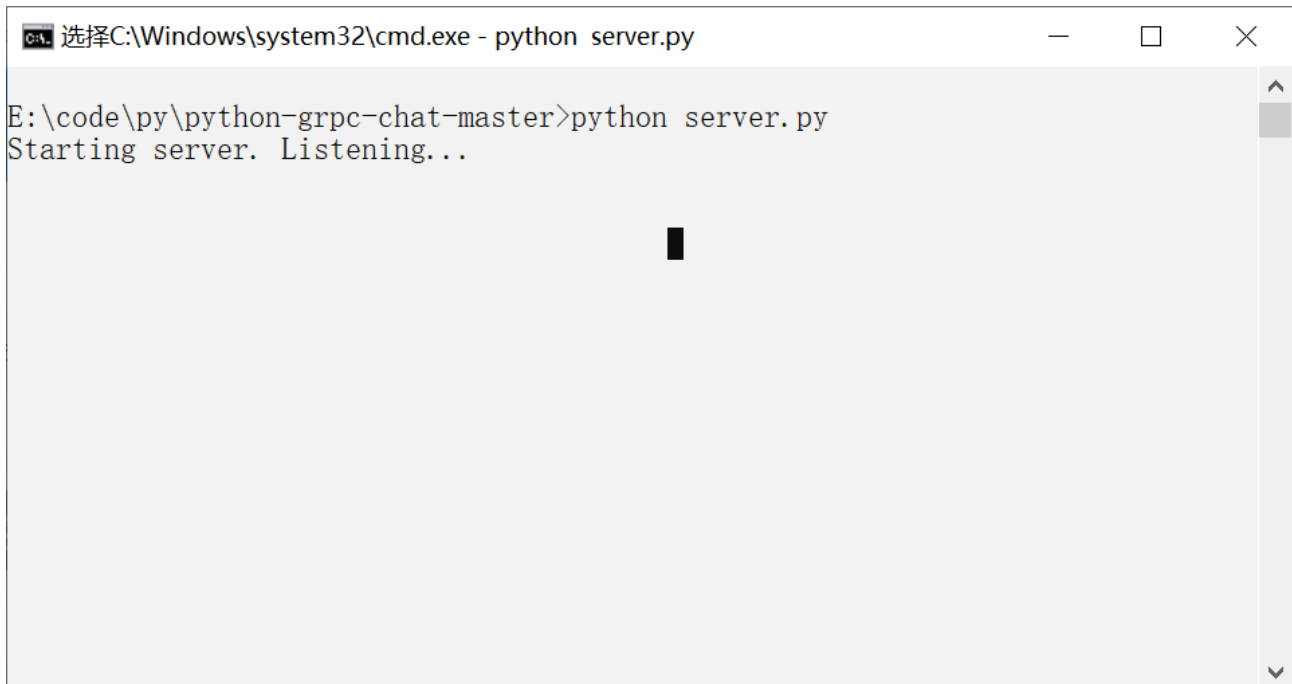 选择C:\Windows\system32\cmd.exe - python  server.py
E:\code\py\python-grpc-chat-master>python server.py
Starting server. Listening...